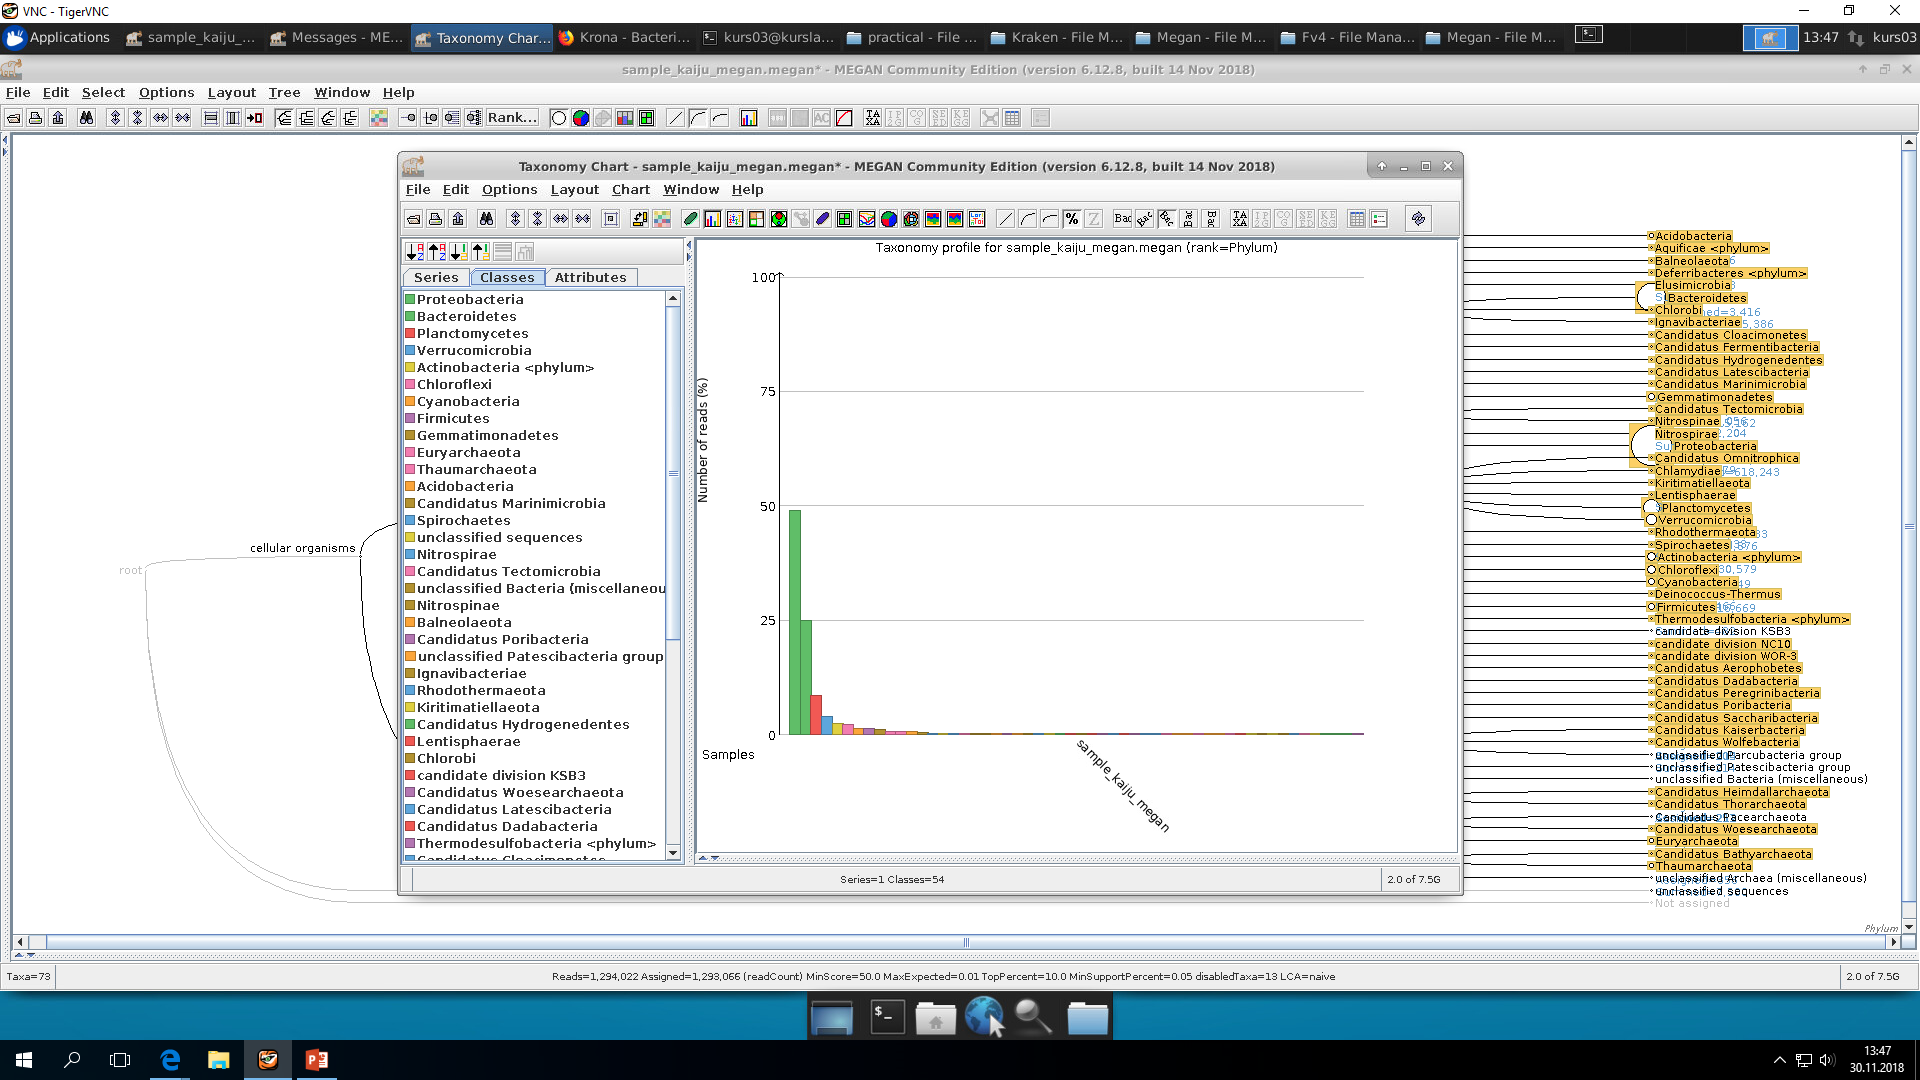 VNC - TigerVNC
Applications
sample_kaiju_...
Messages - ME...
Taxonomy Char...
Krona - Bacteri...
kurs03@kursla...
practical - File ...
Kraken - File M...
Megan - File M...
Fv4 - File Mana...
Megan - File M...
13:47
kurs03
sample_kaiju_megan.megan* - MEGAN Community Edition (version 6.12.8, built 14 Nov 2018)
File Edit Select Options Layout Tree Window Help
Rank...
Taxonomy Chart - sample_kaiju_megan.megan* - MEGAN Community Edition (version 6.12.8, built 14 Nov 2018)
File Edit Options Layout Chart Window Help
Series Classes Attributes
Proteobacteria
Bacteroidetes
Planctomycetes
Verrucomicrobia
Actinobacteria <phylum>
Chloroflexi
Cyanobacteria
Firmicutes
Gemmatimonadetes
Euryarchaeota
Thaumarchaeota
Acidobacteria
Candidatus Marinimicrobia
Spirochaetes
unclassified sequences
Nitrospirae
Candidatus Tectomicrobia
unclassified Bacteria (miscellaneou
Nitrospinae
Balneolaeota
Candidatus Poribacteria
unclassified Patescibacteria group
Ignavibacteriae
Rhodothermaeota
Kiritimatiellaeota
Candidatus Hydrogenedentes
Lentisphaerae
Chlorobi
candidate division KSB3
Candidatus Woesearchaeota
Candidatus Latescibacteria
Candidatus Dadabacteria
Thermodesulfobacteria <phylum>
Taxonomy profile for sample_kaiju_megan.megan (rank=Phylum)
Number of reads (%)
100
75
50
25
0
Samples
sample_kaiju_megan
Series=1 Classes=54
2.0 of 7.5G
root
cellular organisms
Acidobacteria
Aquificae <phylum>
Balneolaeota
Deferribacteres <phylum>
Elusimicrobia
Bacteroidetes
Chlorobi
Ignavibacteriae
Candidatus Cloacimonetes
Candidatus Fermentibacteria
Candidatus Hydrogenedentes
Candidatus Latescibacteria
Candidatus Marinimicrobia
Gemmatimonadetes
Candidatus Tectomicrobia
Nitrospinae
Nitrospirae
Proteobacteria
Candidatus Omnitrophica
Chlamydiae
Kiritimatiellaeota
Lentisphaerae
Planctomycetes
Verrucomicrobia
Rhodothermaeota
Spirochaetes
Actinobacteria <phylum>
Chloroflexi
Cyanobacteria
Deinococcus-Thermus
Firmicutes
Thermodesulfobacteria <phylum>
candidate division KSB3
candidate division NC10
candidate division WOR-3
Candidatus Aerophobetes
Candidatus Dadabacteria
Candidatus Peregrinibacteria
Candidatus Poribacteria
Candidatus Saccharibacteria
Candidatus Kaiserbacteria
Candidatus Wolfebacteria
unclassified Parcubacteria group
unclassified Patescibacteria group
unclassified Bacteria (miscellaneous)
Candidatus Heimdallarchaeota
Candidatus Thorarchaeota
Candidatus Pacearchaeota
Candidatus Woesearchaeota
Euryarchaeota
Candidatus Bathyarchaeota
Thaumarchaeota
unclassified Archaea (miscellaneous)
unclassified sequences
Not assigned
Phylum
Taxa=73
Reads=1,294,022 Assigned=1,293,066 (readCount) MinScore=50.0 MaxExpected=0.01 TopPercent=10.0 MinSupportPercent=0.05 disabledTaxa=13 LCA=naive
2.0 of 7.5G
13:47
30.11.2018